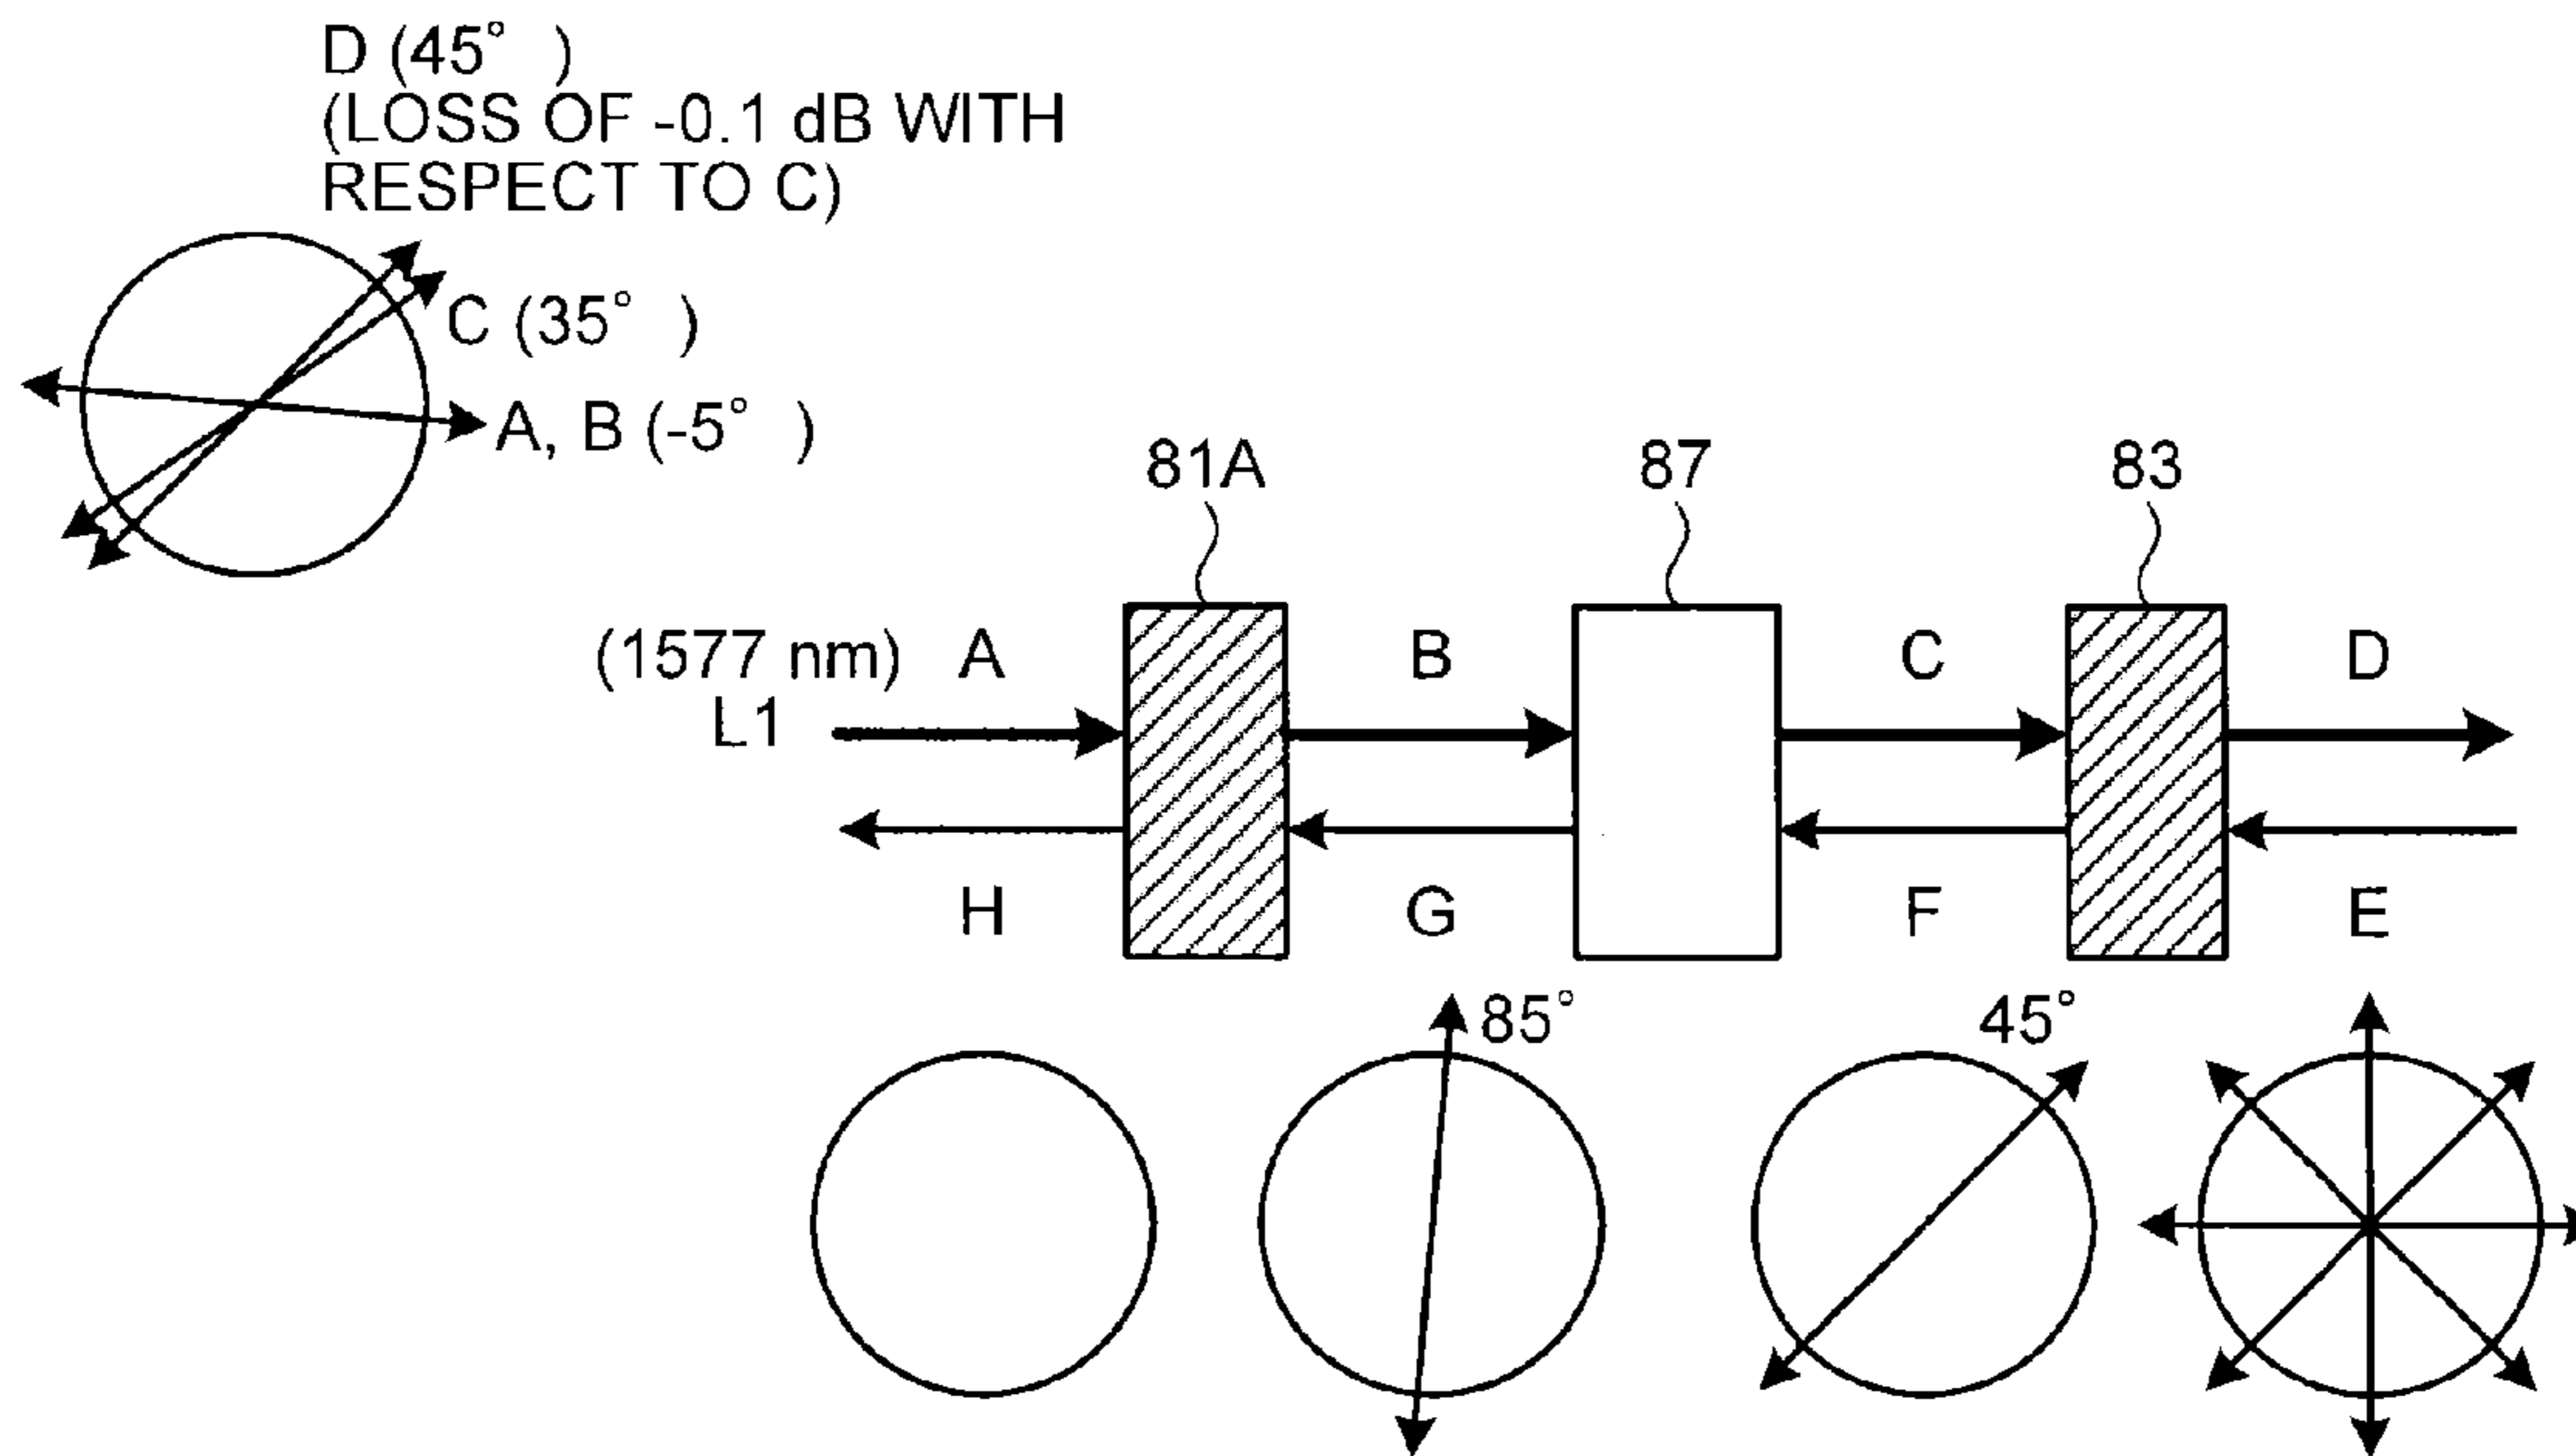 D (45° )
(LOSS OF -0.1 dB WITH
RESPECT TO C)
C (35° )
A, B (-5° )
81A
87
83
(1577 nm) A B C D
L1
H G F E
85°
45°